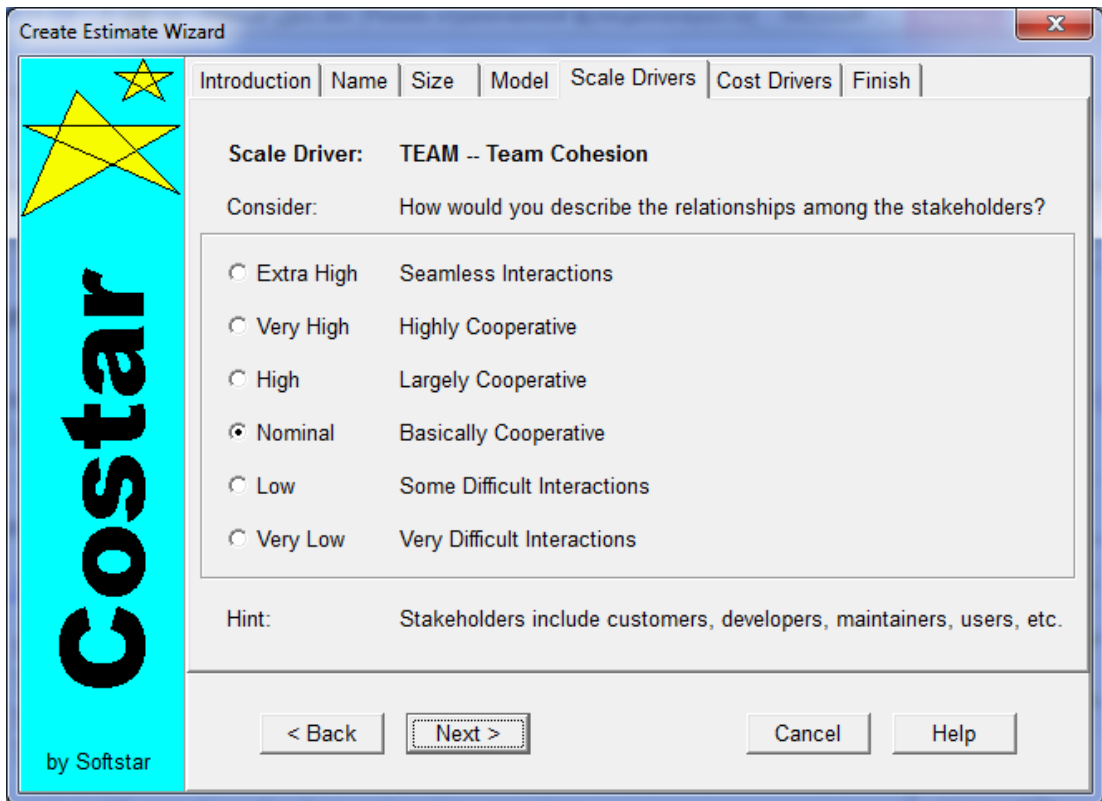 Create Estimate Wizard
Introduction Name Size Model Scale Drivers Cost Drivers Finish
Scale Driver: TEAM -- Team Cohesion
Consider: How would you describe the relationships among the stakeholders?
Extra High Seamless Interactions
Very High Highly Cooperative
High Largely Cooperative
Nominal Basically Cooperative
Low Some Difficult Interactions
Very Low Very Difficult Interactions
Hint: Stakeholders include customers, developers, maintainers, users, etc.
< Back Next > Cancel Help
Costar
by Softstar